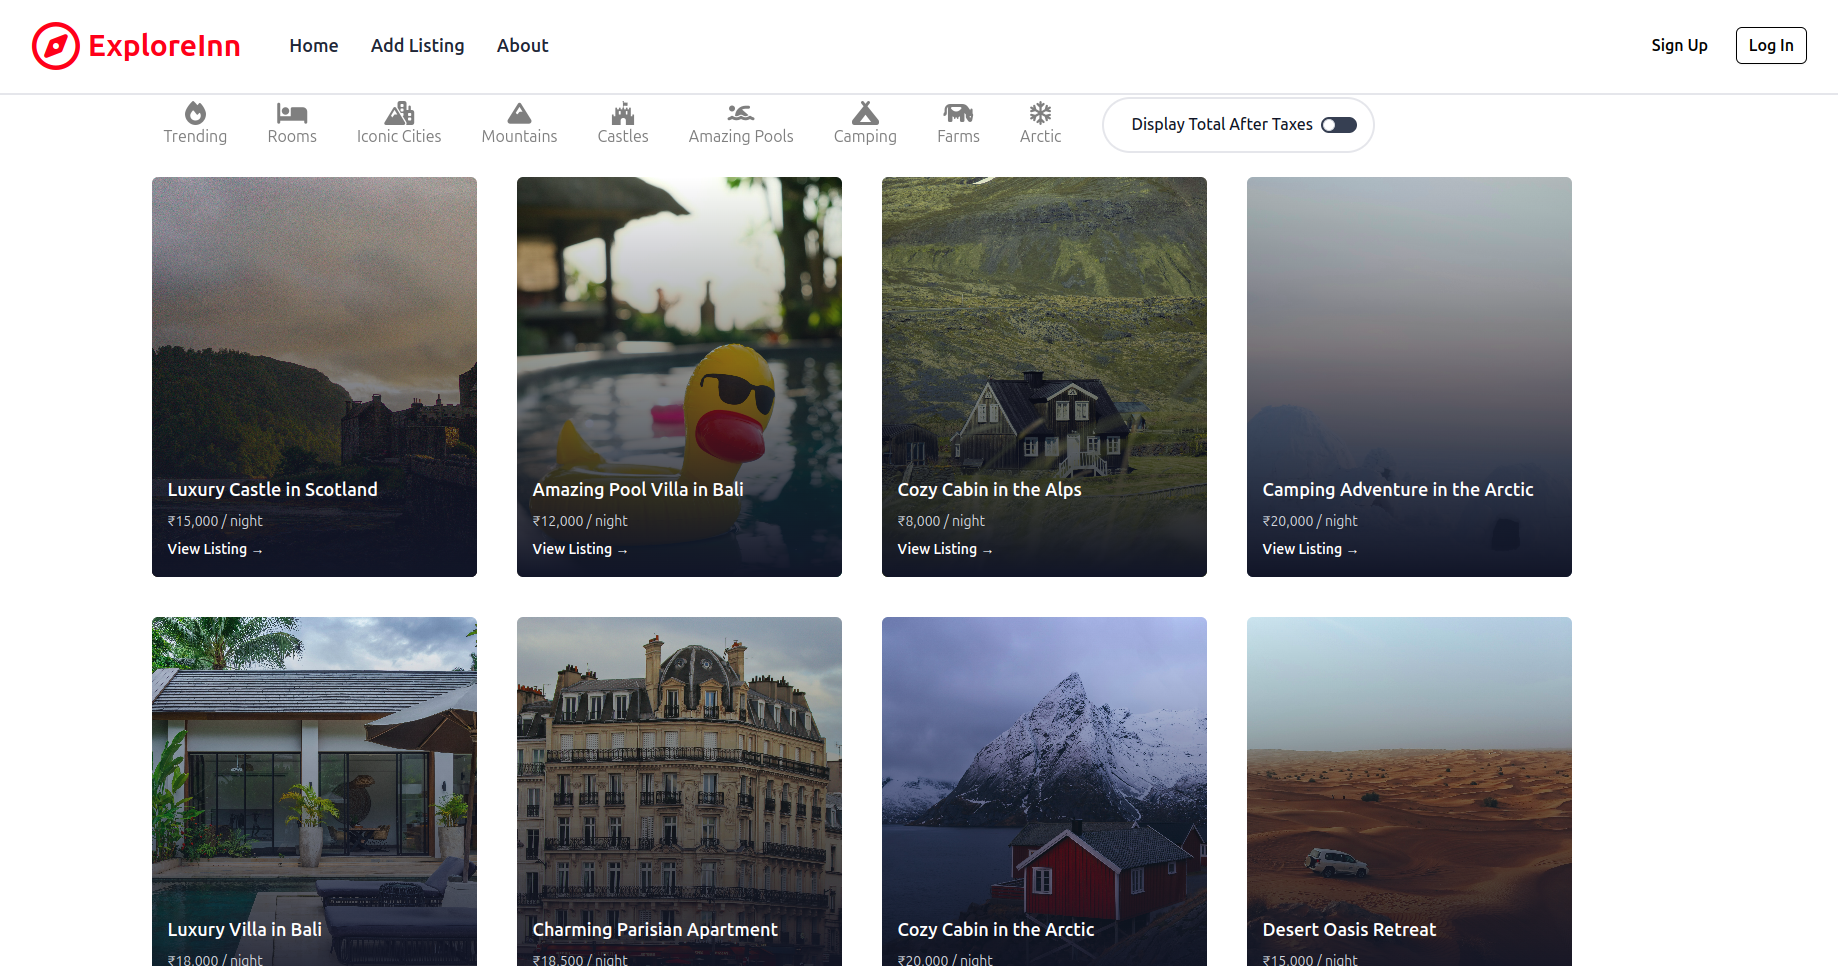 ExploreInn Home Add Listing About Sign Up Log In
Trending Rooms Iconic Cities Mountains Castles Amazing Pools Camping Farms Arctic Display Total After Taxes
Luxury Castle in Scotland
₹15,000 / night
View Listing →
Amazing Pool Villa in Bali
₹12,000 / night
View Listing →
Cozy Cabin in the Alps
₹8,000 / night
View Listing →
Camping Adventure in the Arctic
₹20,000 / night
View Listing →
Luxury Villa in Bali
₹18,000 / night
Charming Parisian Apartment
₹18,500 / night
Cozy Cabin in the Arctic
₹20,000 / night
Desert Oasis Retreat
₹15,000 / night